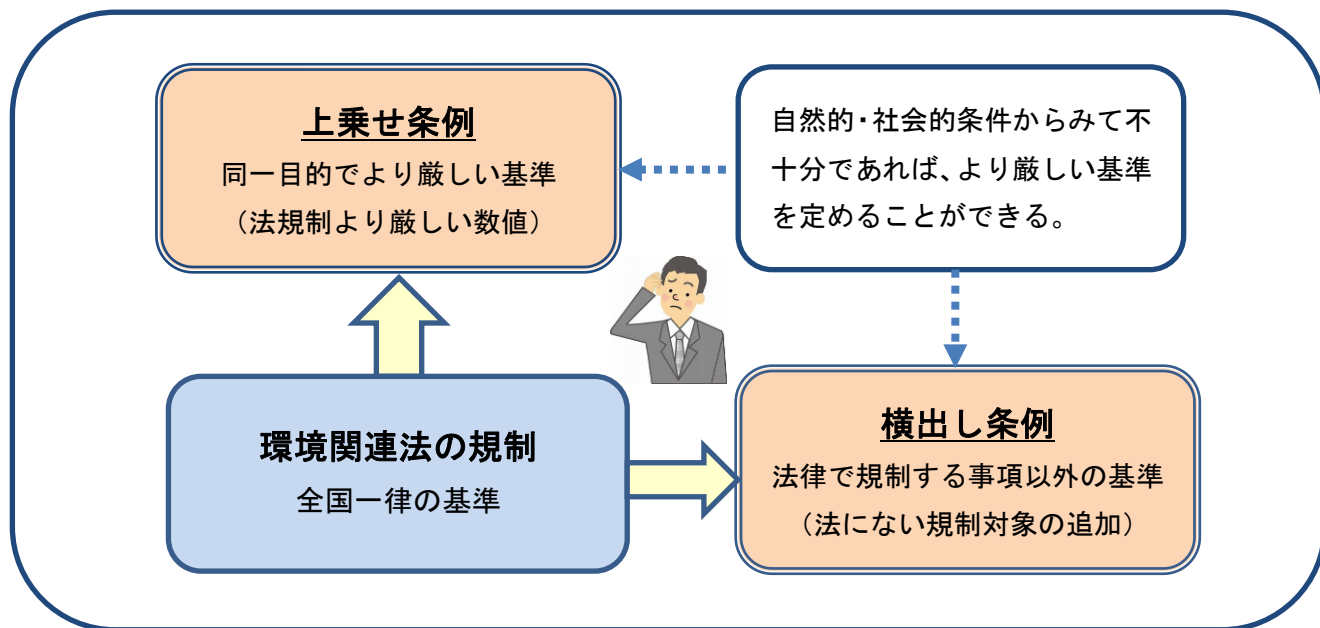 上乗せ条例
同一目的でより厳しい基準
（法規制より厳しい数値）
自然的・社会的条件からみて不
十分であれば、より厳しい基準
を定めることができる。
環境関連法の規制
全国一律の基準
横出し条例
法律で規制する事項以外の基準
（法にない規制対象の追加）